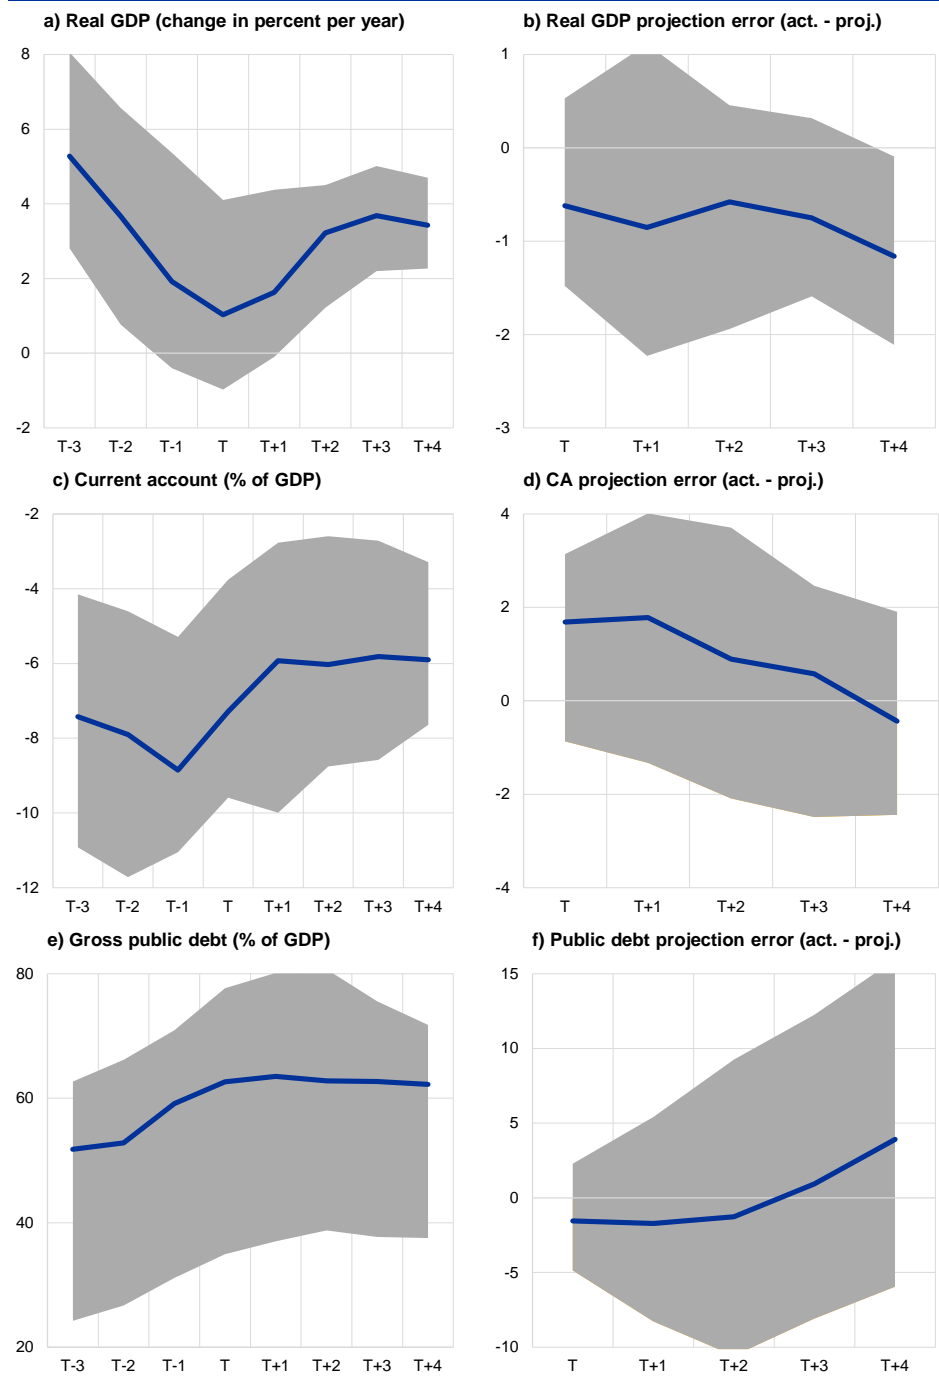 a) Real GDP (change in percent per year)
8
6
4
2
0
-2
T-3 T-2 T-1 T T+1 T+2 T+3 T+4
b) Real GDP projection error (act. - proj.)
1
0
-1
-2
-3
T T+1 T+2 T+3 T+4
c) Current account (% of GDP)
-2
-4
-6
-8
-10
-12
T-3 T-2 T-1 T T+1 T+2 T+3 T+4
d) CA projection error (act. - proj.)
4
2
0
-2
-4
T T+1 T+2 T+3 T+4
e) Gross public debt (% of GDP)
80
60
40
20
T-3 T-2 T-1 T T+1 T+2 T+3 T+4
f) Public debt projection error (act. - proj.)
15
10
5
0
-5
-10
T T+1 T+2 T+3 T+4